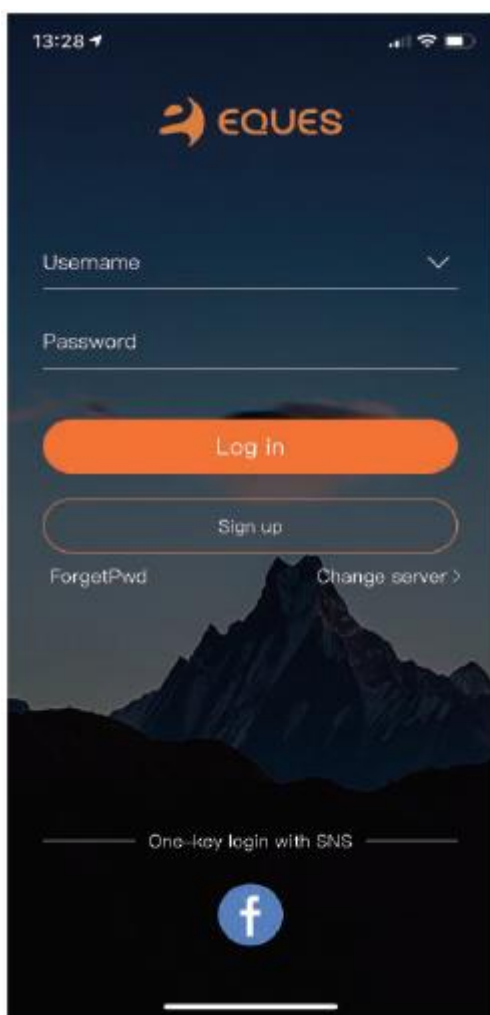 13:28
EQUES
Username
Password
Log in
Sign up
ForgetPwd
Change server >
One-key login with SNS
f